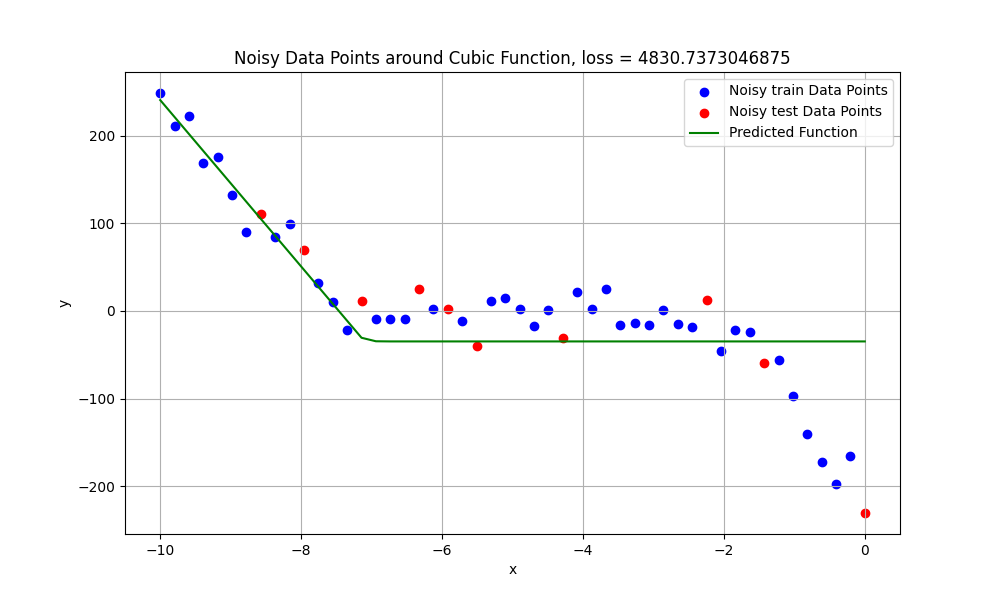 Noisy Data Points around Cubic Function, loss = 4830.7373046875
Noisy train Data Points
Noisy test Data Points
Predicted Function
200
100
0
−100
−200
y
−10
−8
−6
−4
−2
0
x